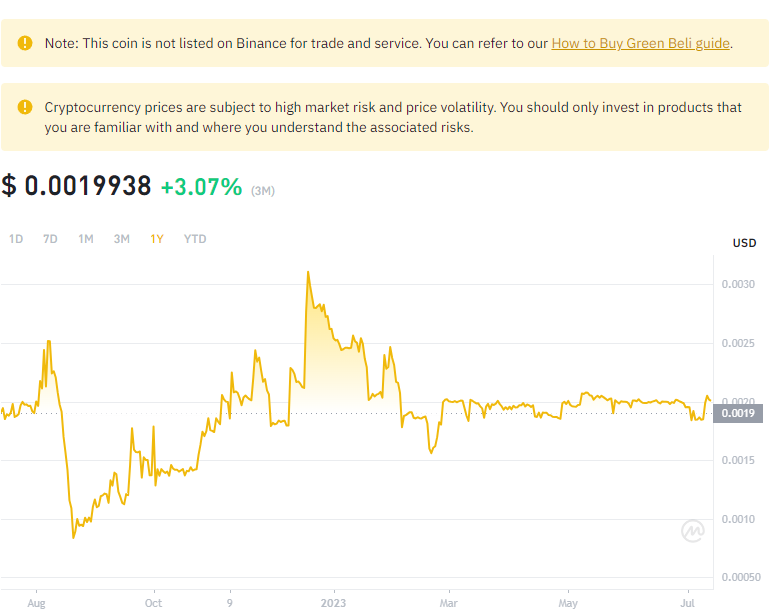 Note: This coin is not listed on Binance for trade and service. You can refer to our How to Buy Green Beli guide.
Cryptocurrency prices are subject to high market risk and price volatility. You should only invest in products that
you are familiar with and where you understand the associated risks.
$ 0.0019938 +3.07% (3M)
1D 7D 1M 3M 1Y YTD
USD
0.0030
0.0025
0.0020
0.0019
0.0015
0.0010
0.00050
Aug Oct 9 2023 Mar May Jul